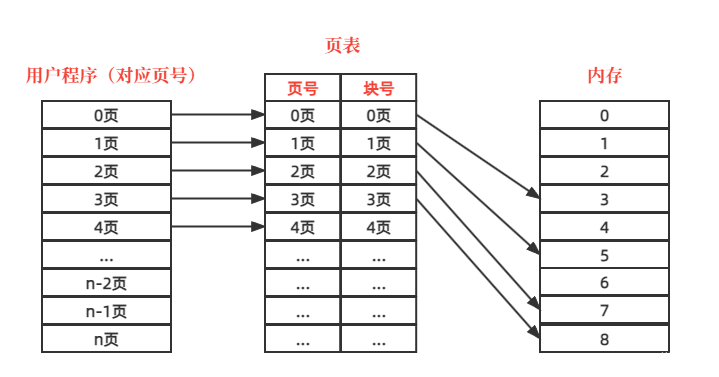 页表
用户程序（对应页号）
内存
页号 块号
0页 0页 0页 0
1页 1页 1页 1
2页 2页 2页 2
3页 3页 3页 3
4页 4页 4页 4
... ... ... 5
n-2页 ... ... 6
n-1页 ... ... 7
n页 ... ... 8